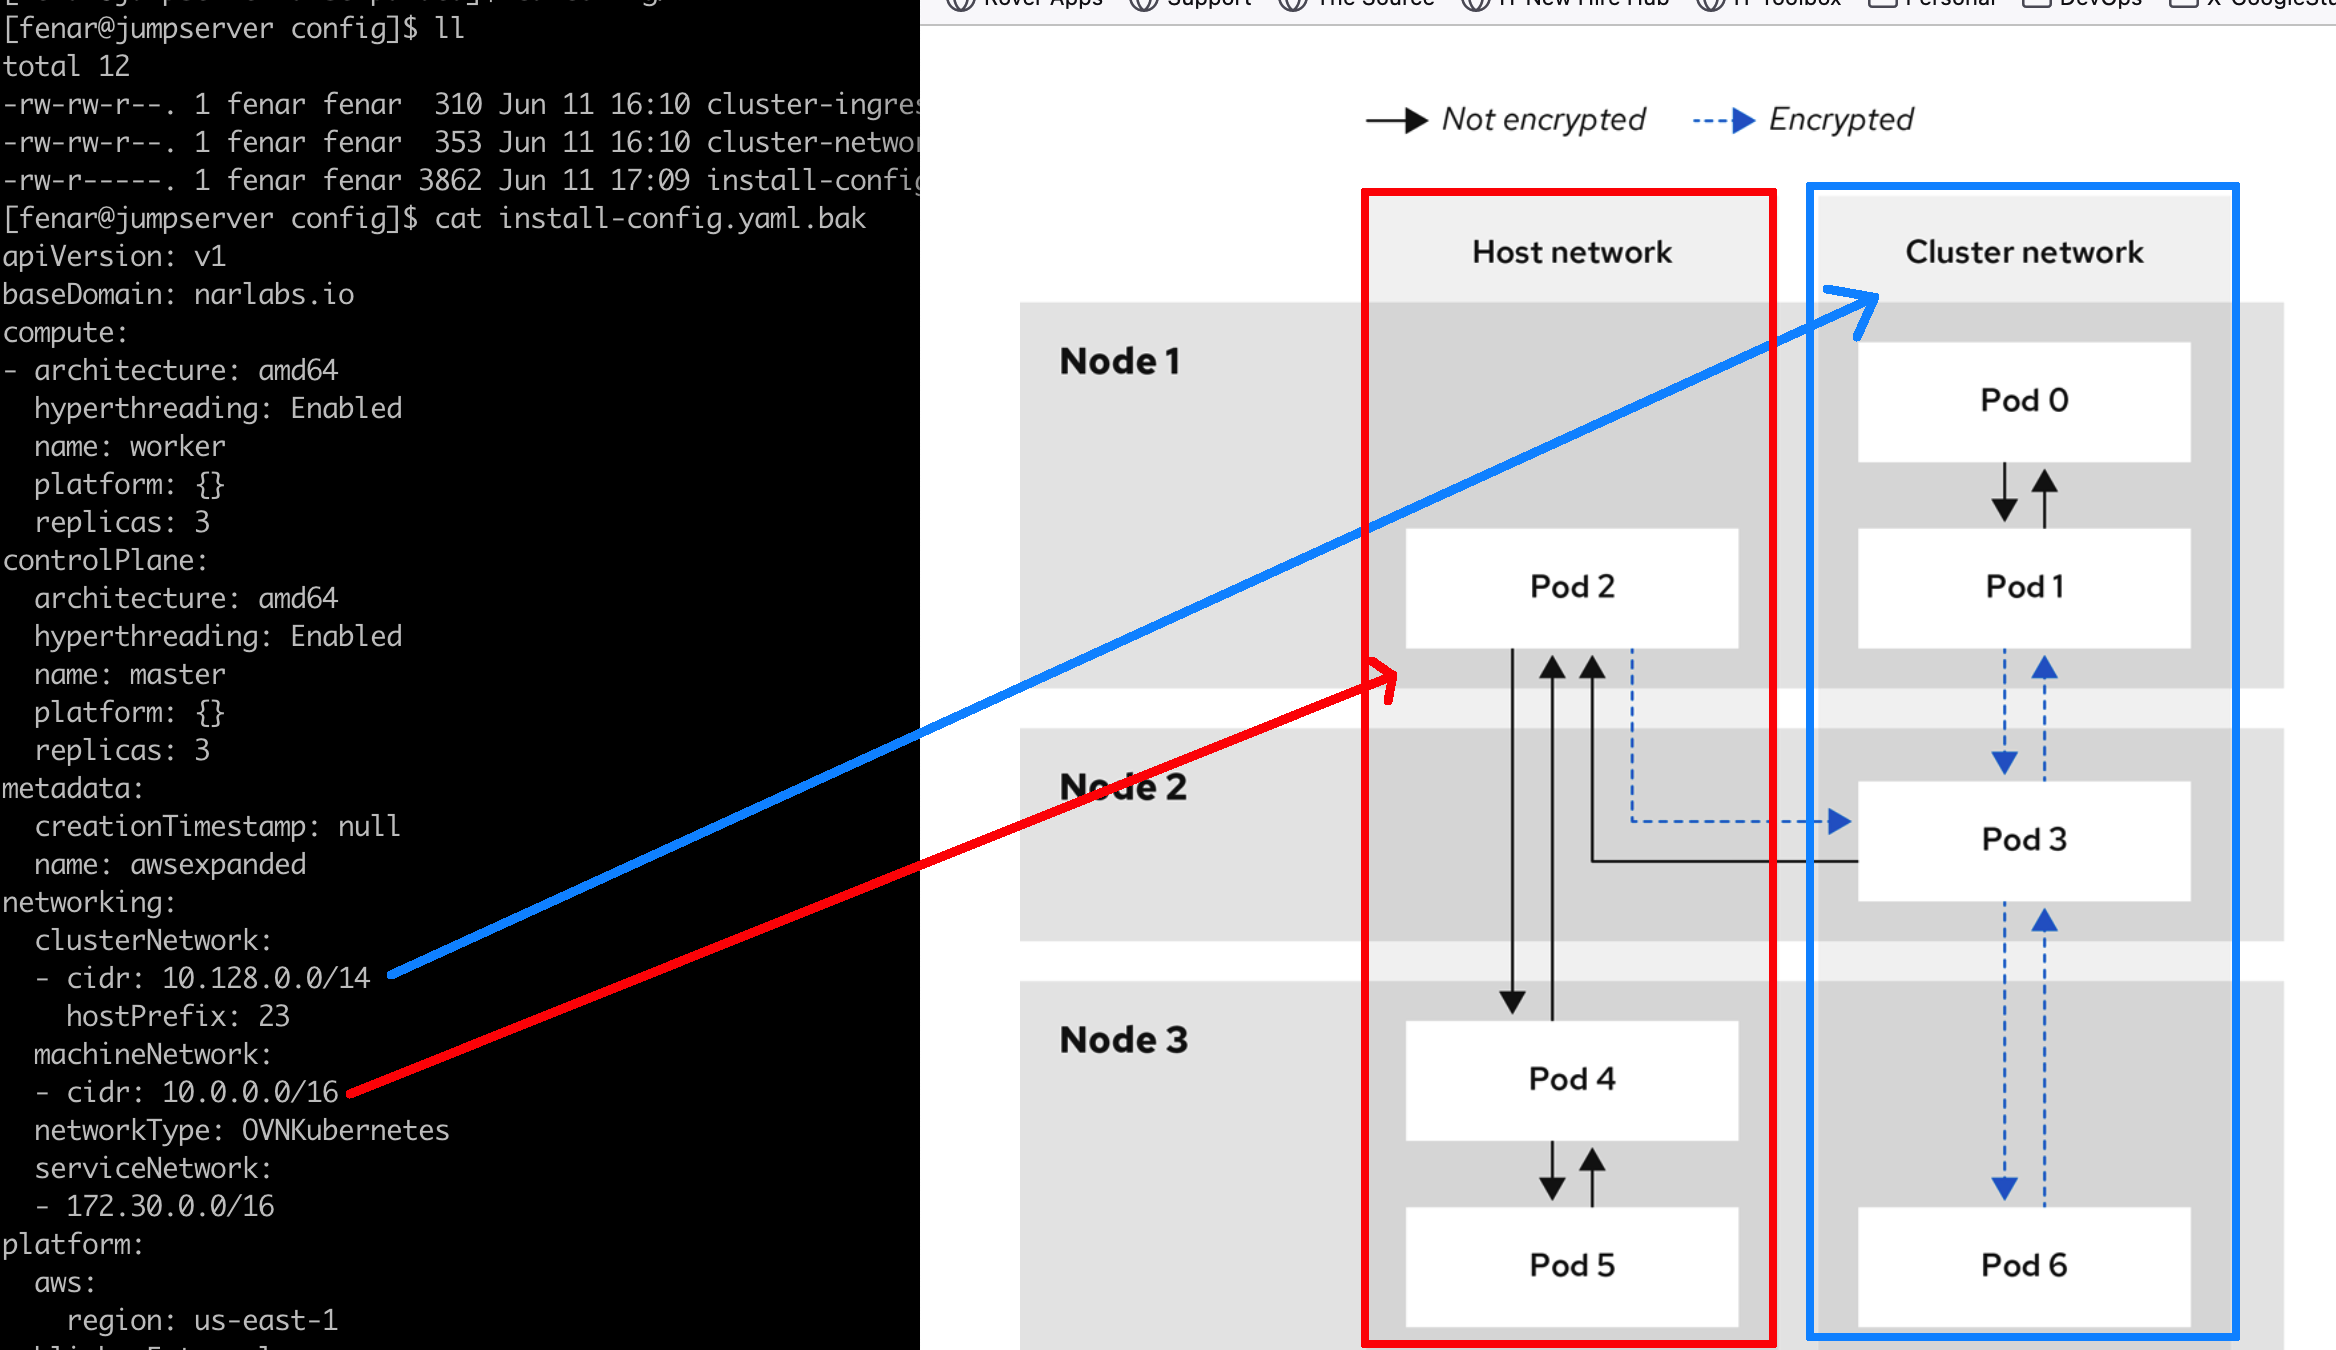 [fenar@jumpserver config]$ ll
total 12
-rw-rw-r--. 1 fenar fenar  310 Jun 11 16:10 cluster-ingres
-rw-rw-r--. 1 fenar fenar  353 Jun 11 16:10 cluster-networ
-rw-r-----. 1 fenar fenar 3862 Jun 11 17:09 install-config
[fenar@jumpserver config]$ cat install-config.yaml.bak
apiVersion: v1
baseDomain: narlabs.io
compute:
- architecture: amd64
  hyperthreading: Enabled
  name: worker
  platform: {}
  replicas: 3
controlPlane:
  architecture: amd64
  hyperthreading: Enabled
  name: master
  platform: {}
  replicas: 3
metadata:
  creationTimestamp: null
  name: awsexpanded
networking:
  clusterNetwork:
  - cidr: 10.128.0.0/14
    hostPrefix: 23
  machineNetwork:
  - cidr: 10.0.0.0/16
  networkType: OVNKubernetes
  serviceNetwork:
  - 172.30.0.0/16
platform:
  aws:
    region: us-east-1
Rover Apps Support The Source IT New Hire Hub IT Toolbox Personal DevOps
Not encrypted Encrypted
Host network Cluster network
Node 1
Pod 0
Pod 2 Pod 1
Node 2
Pod 3
Node 3
Pod 4
Pod 5 Pod 6